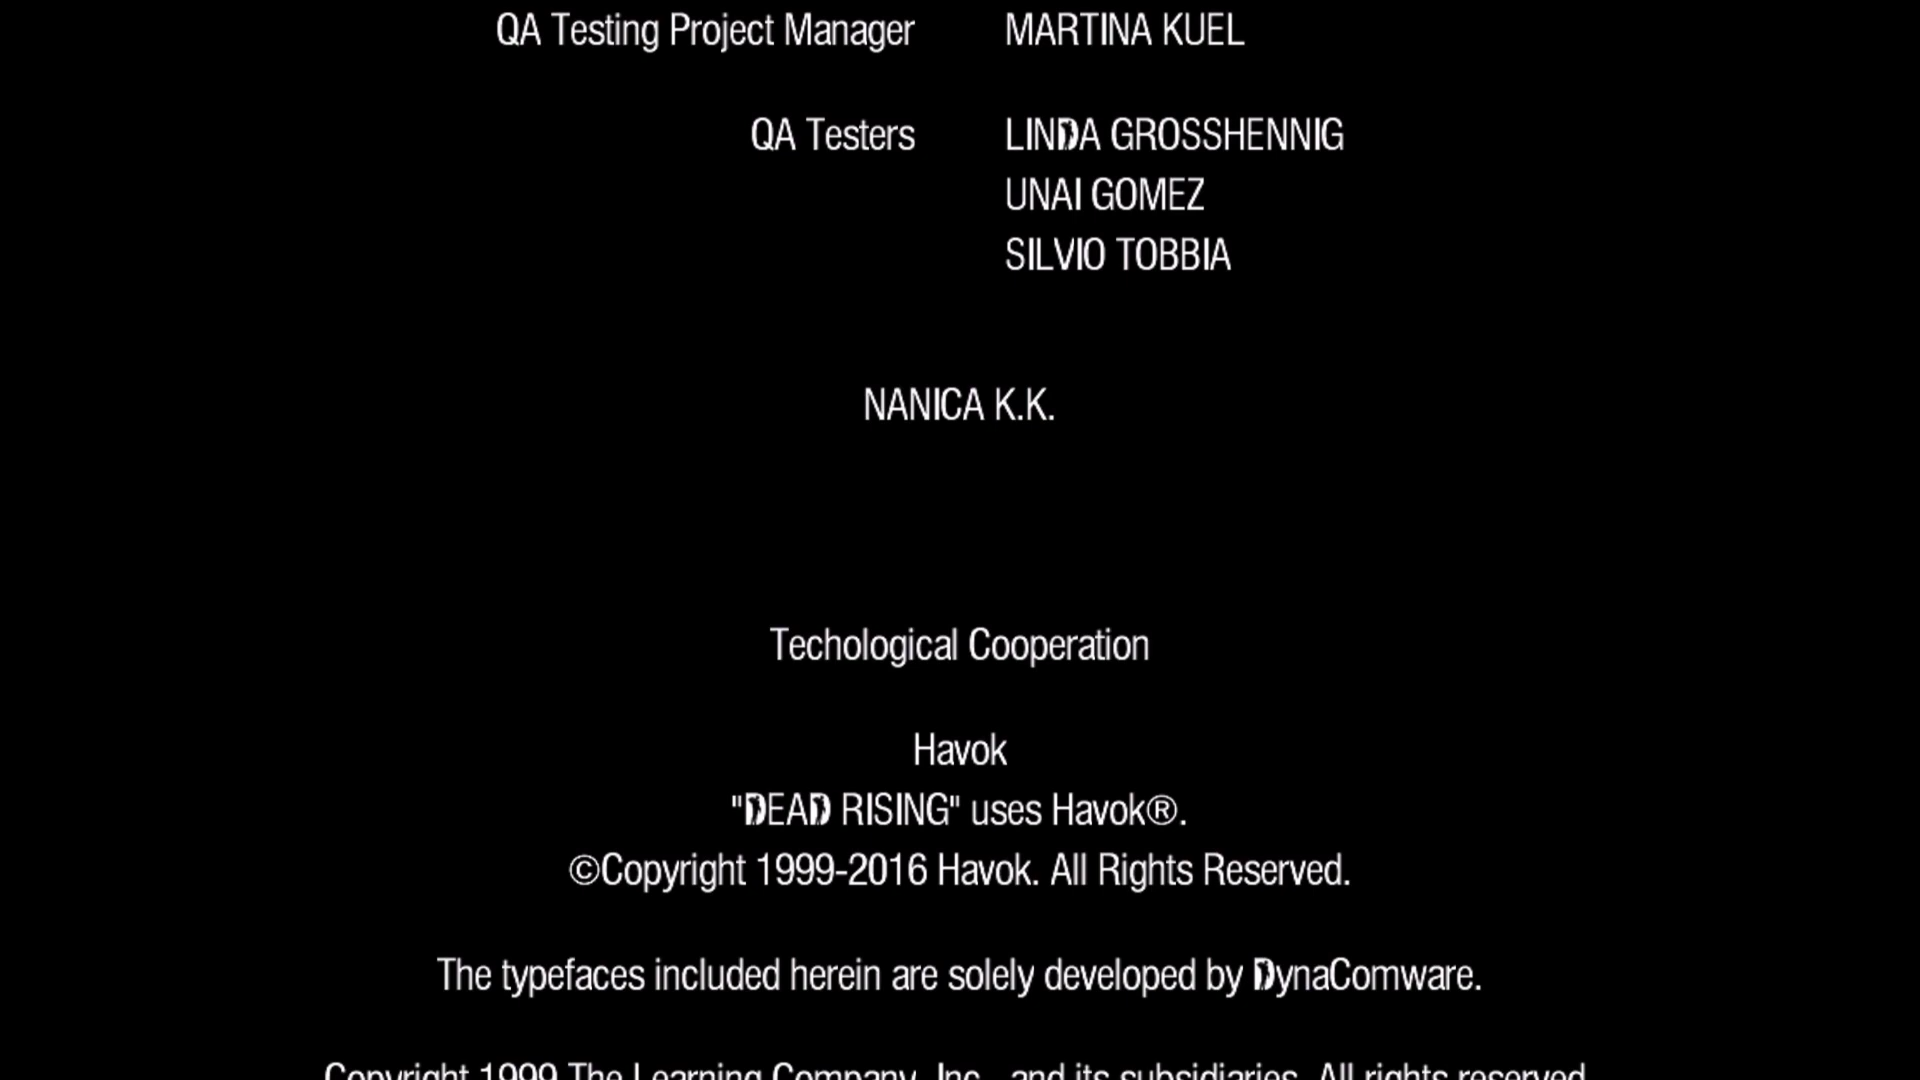 QA Testing Project Manager MARTINA KUEL
QA Testers LINDA GROSSHENNIG
UNAI GOMEZ
SILVIO TOBBIA
NANICA K.K.
Techological Cooperation
Havok
"DEAD RISING" uses Havok®.
©Copyright 1999-2016 Havok. All Rights Reserved.
The typefaces included herein are solely developed by DynaComware.
Copyright 1999 The Learning Company, Inc., and its subsidiaries. All rights reserved.